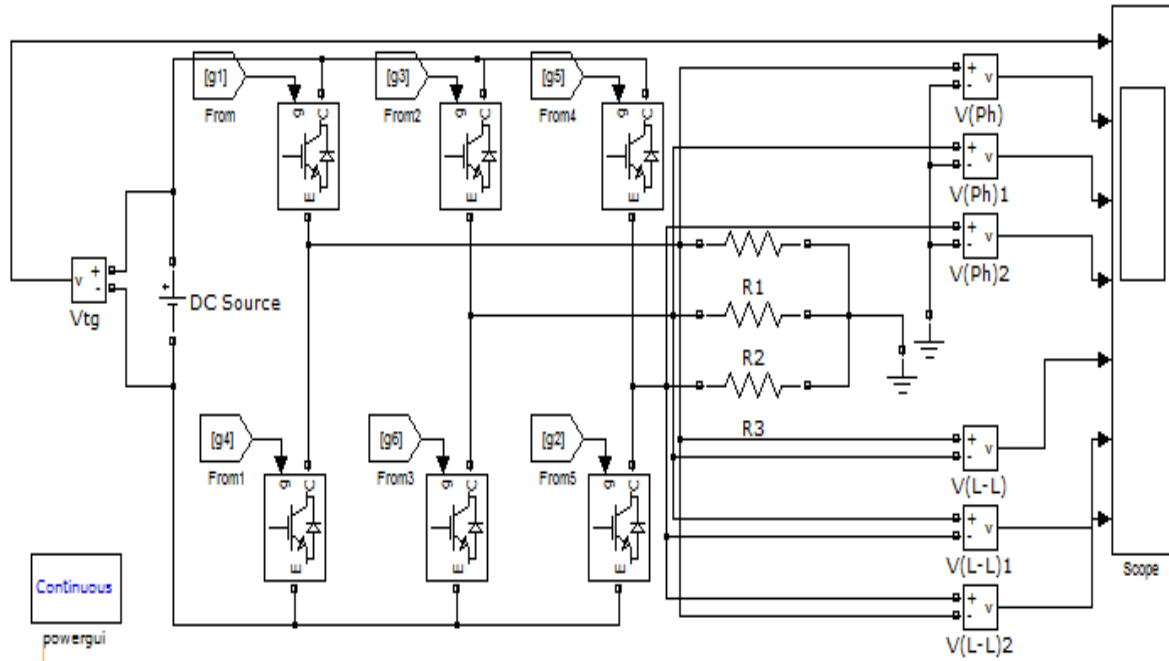 [g1]
From
[g3]
From2
[g5]
From4
g
C
E
g
C
E
g
C
E
+
-
v
V(Ph)
+
-
v
V(Ph)1
+
-
v
V(Ph)2
v
+
-
Vtg
+
DC Source
R1
R2
R3
[g4]
From1
[g6]
From3
[g2]
From5
g
C
E
g
C
E
g
C
E
+
-
v
V(L-L)
+
-
v
V(L-L)1
+
-
v
V(L-L)2
Scope
Continuous
powergui